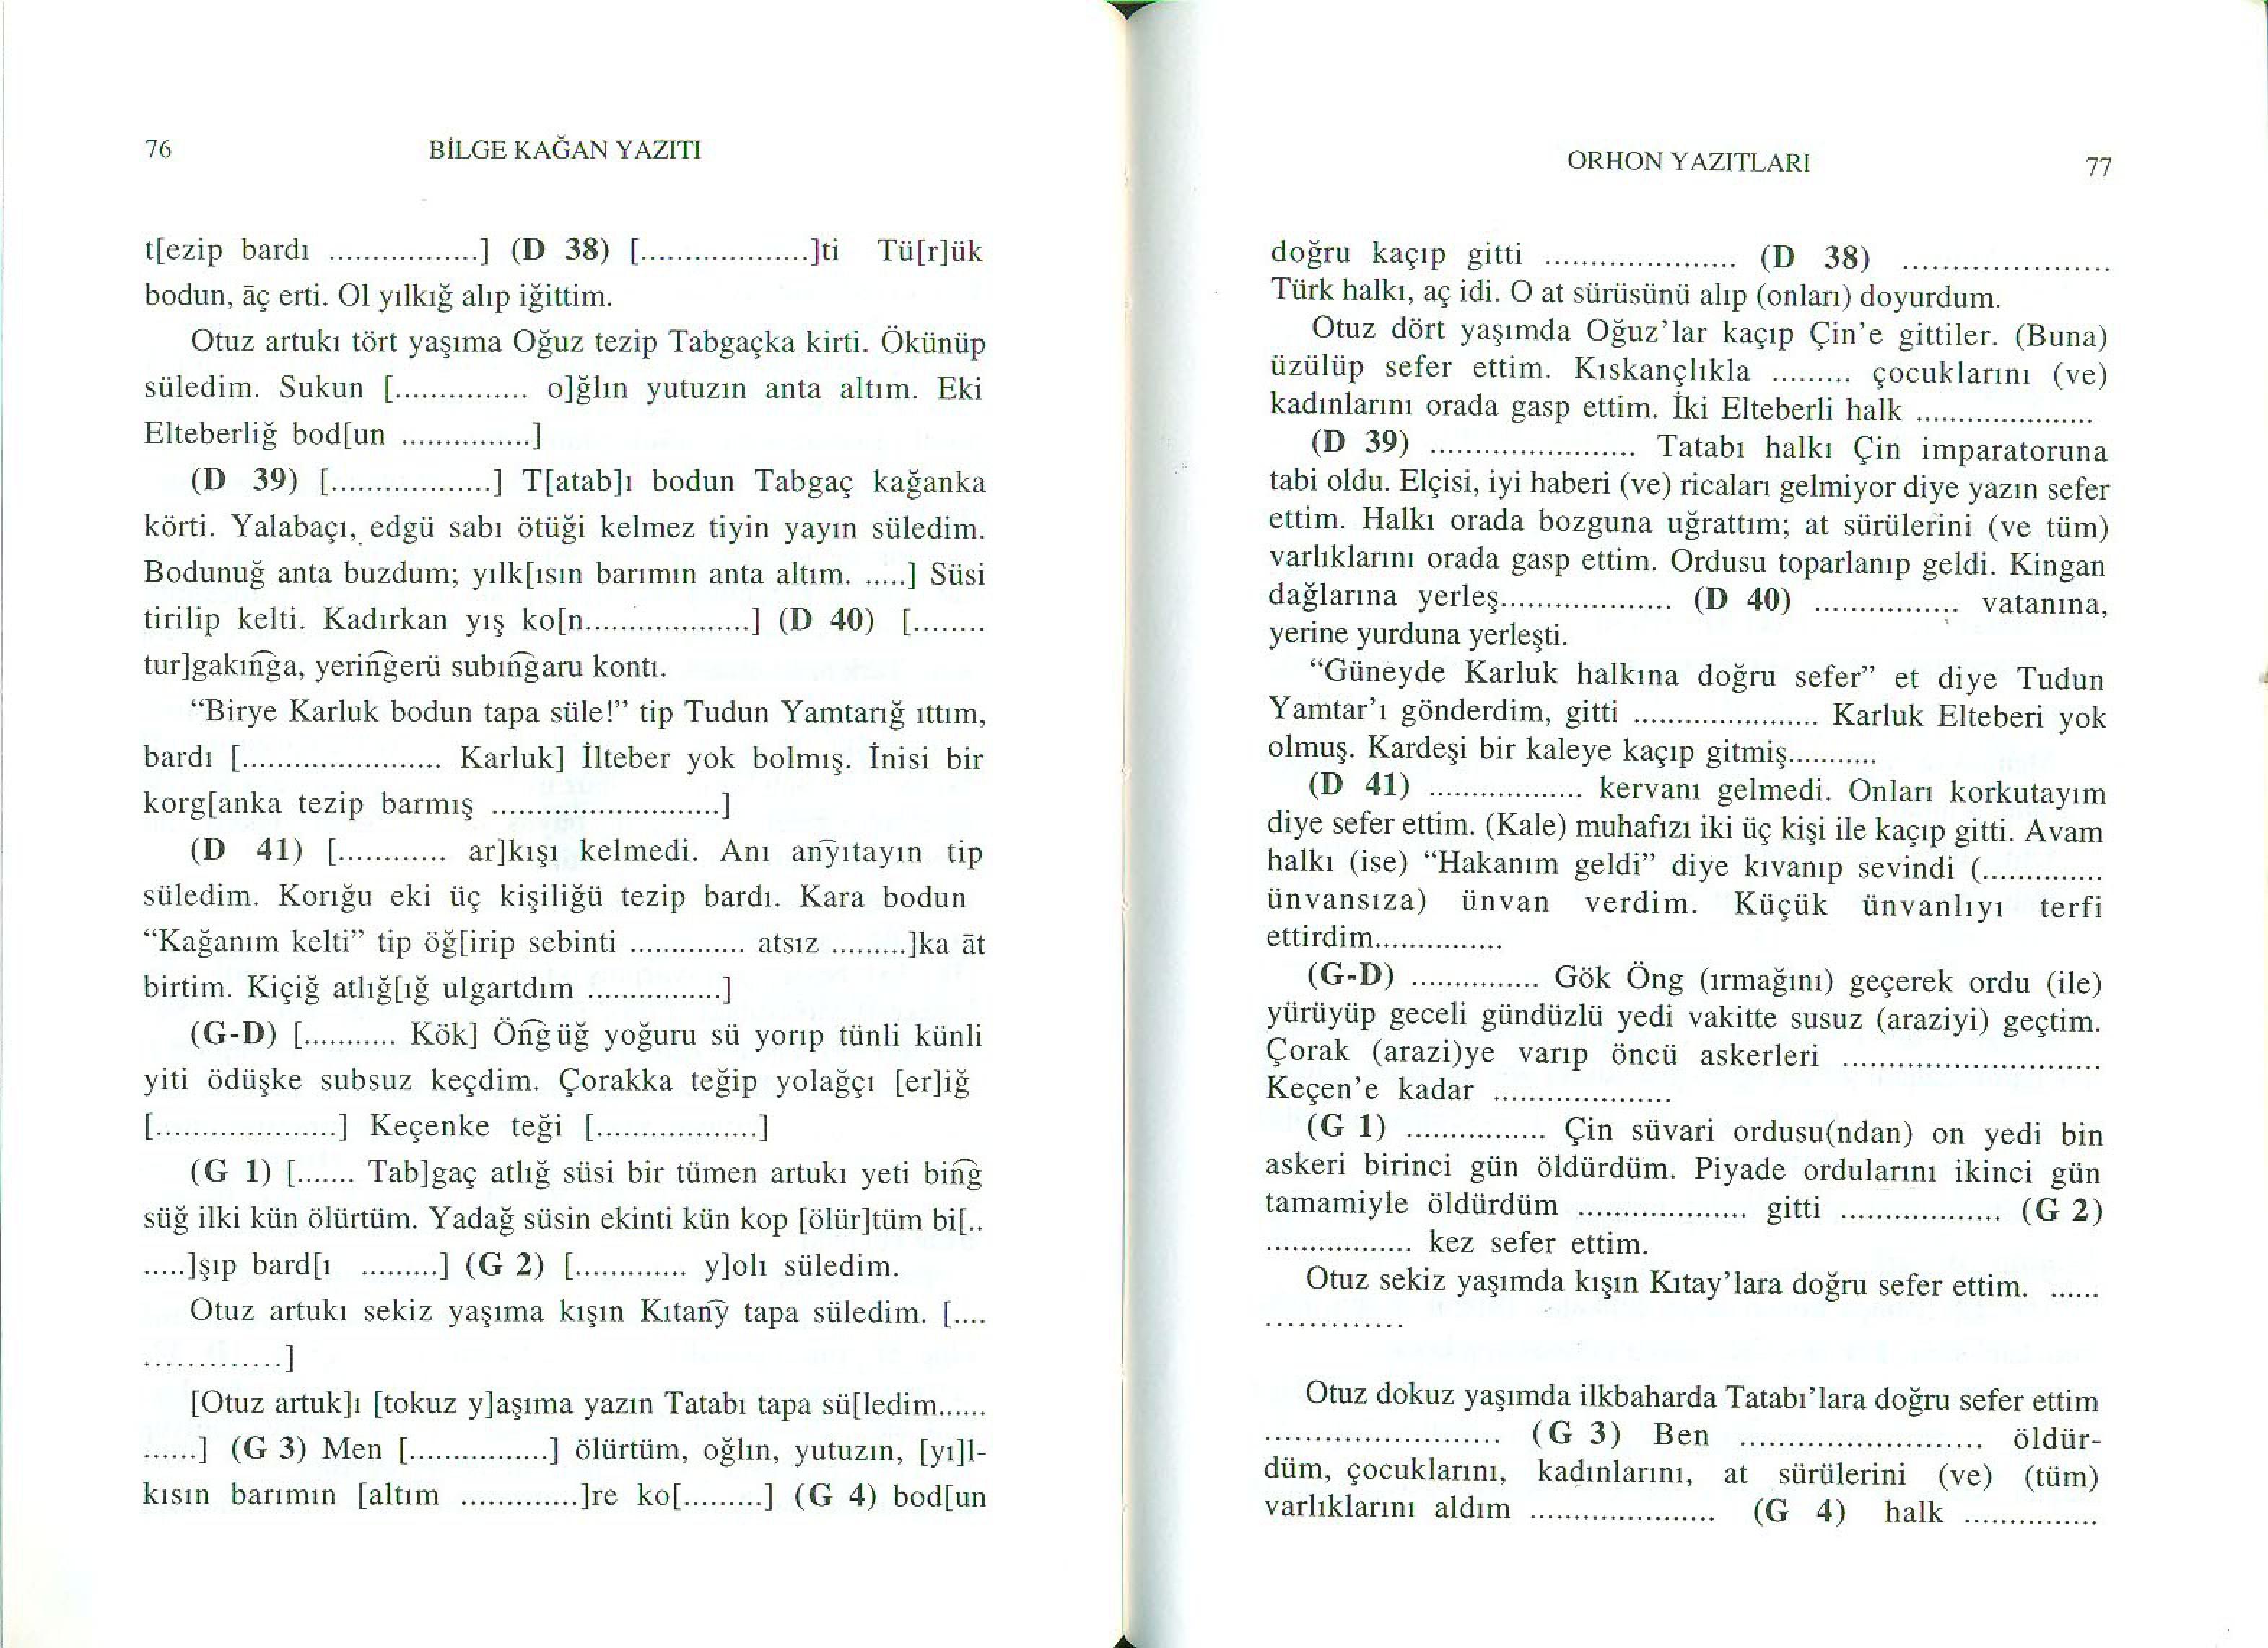 76 BİLGE KAĞAN YAZITI
t[ezip bardı .................] (D 38) [...................]ti Tü[r]ük
bodun, āç erti. Ol yılkığ alıp iğittim.
Otuz artukı tört yaşıma Oğuz tezip Tabgaçka kirti. Ökünüp
süledim. Sukun [............... o]ğlın yutuzın anta altım. Eki
Elteberliğ bod[un ...............]
(D 39) [..................] T[atab]ı bodun Tabgaç kağanka
körti. Yalabaçı, edgü sabı ötüği kelmez tiyin yayın süledim.
Bodunuğ anta buzdum; yılk[ısın barımın anta altım. .....] Süsi
tirilip kelti. Kadırkan yış ko[n...................] (D 40) [........
tur]gakın͡ga, yerin͡gerü subın͡garu kontı.
“Birye Karluk bodun tapa süle!” tip Tudun Yamtarığ ıttım,
bardı [....................... Karluk] İlteber yok bolmış. İnisi bir
korg[anka tezip barmış ..........................]
(D 41) [............ ar]kışı kelmedi. Anı an͡yıtayın tip
süledim. Korığu eki üç kişiliğü tezip bardı. Kara bodun
“Kağanım kelti” tip öğ[irip sebinti ............. atsız .........]ka āt
birtim. Kiçiğ atlığ[ığ ulgartdım ...............]
(G-D) [........... Kök] Ön͡güğ yoğuru sü yorıp tünli künli
yiti ödüşke subsuz keçdim. Çorakka teğip yolağçı [er]liğ
[....................] Keçenke teği [..................]
(G 1) [....... Tab]gaç atlığ süsi bir tümen artukı yeti bin͡g
süğ ilki kün ölürtüm. Yadağ süsin ekinti kün kop [ölür]tüm bi[..
.....]şıp bard[ı .........] (G 2) [............. y]olı süledim.
Otuz artukı sekiz yaşıma kışın Kıtan͡y tapa süledim. [....
..............]
[Otuz artuk]ı [tokuz y]aşıma yazın Tatabı tapa sü[ledim......
......] (G 3) Men [...............] ölürtüm, oğlın, yutuzın, [yı]l-
kısın barımın [altım .............]re ko[.........] (G 4) bod[un
ORHON YAZITLARI 77
doğru kaçıp gitti ..................... (D 38) .......................
Türk halkı, aç idi. O at sürüsünü alıp (onları) doyurdum.
Otuz dört yaşımda Oğuz’lar kaçıp Çin’e gittiler. (Buna)
üzülüp sefer ettim. Kıskançlıkla ......... çocuklarını (ve)
kadınlarını orada gasp ettim. İki Elteberli halk ....................
(D 39) ....................... Tatabı halkı Çin imparatoruna
tabi oldu. Elçisi, iyi haberi (ve) ricaları gelmiyor diye yazın sefer
ettim. Halkı orada bozguna uğrattım; at sürülerini (ve tüm)
varlıklarını orada gasp ettim. Ordusu toparlanıp geldi. Kingan
dağlarına yerleş................... (D 40) ................ vatanına,
yerine yurduna yerleşti.
“Güneyde Karluk halkına doğru sefer” et diye Tudun
Yamtar’ı gönderdim, gitti ..................... Karluk Elteberi yok
olmuş. Kardeşi bir kaleye kaçıp gitmiş..........
(D 41) ................. kervanı gelmedi. Onları korkutayım
diye sefer ettim. (Kale) muhafızı iki üç kişi ile kaçıp gitti. Avam
halkı (ise) “Hakanım geldi” diye kıvanıp sevindi (..............
ünvansıza) ünvan verdim. Küçük ünvanlıyı terfi
ettirdim..............
(G-D) .............. Gök Öng (ırmağını) geçerek ordu (ile)
yürüyüp geceli gündüzlü yedi vakitte susuz (araziyi) geçtim.
Çorak (arazi)ye varıp öncü askerleri .............................
Keçen’e kadar ....................
(G 1) ................ Çin süvari ordusu(ndan) on yedi bin
askeri birinci gün öldürdüm. Piyade ordularını ikinci gün
tamamiyle öldürdüm ................... gitti .................. (G 2)
................ kez sefer ettim.
Otuz sekiz yaşımda kışın Kıtay’lara doğru sefer ettim. ......
.............
Otuz dokuz yaşımda ilkbaharda Tatabı’lara doğru sefer ettim
......................... (G 3) Ben ......................... öldür-
düm, çocuklarını, kadınlarını, at sürülerini (ve) (tüm)
varlıklarını aldım ..................... (G 4) halk ...............